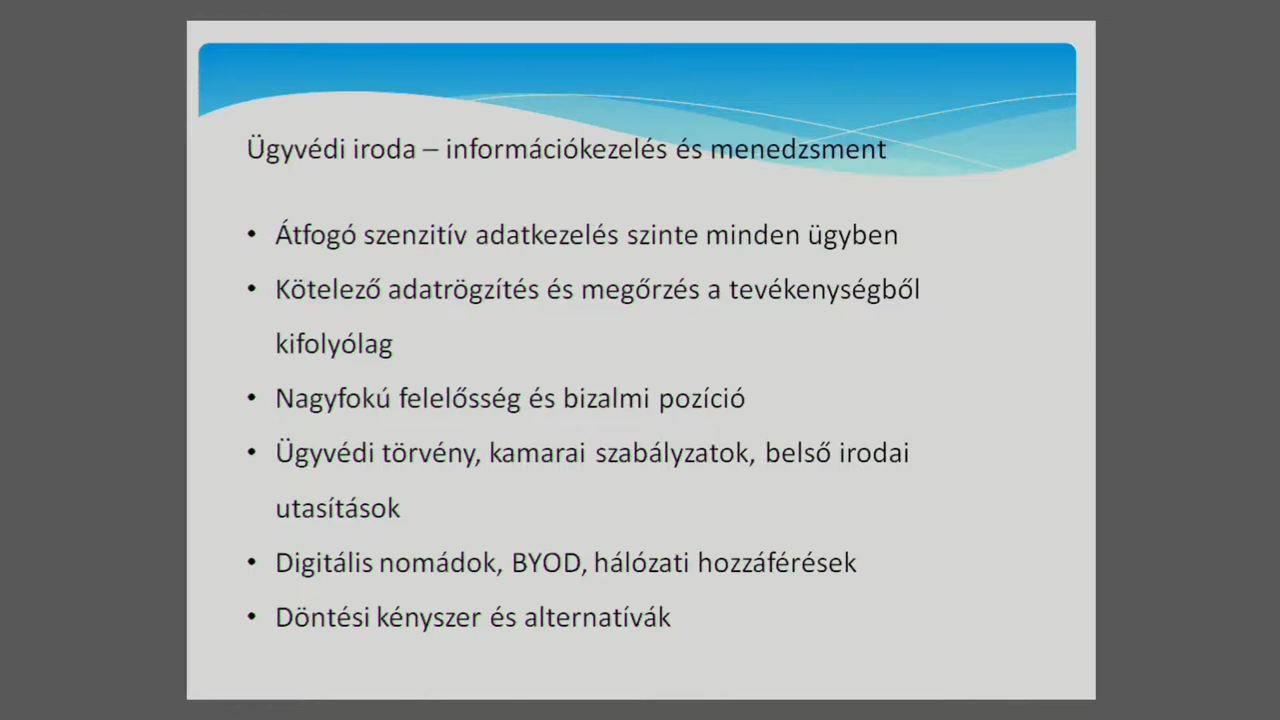 Ügyvédi iroda – információkezelés és menedzsment
• Átfogó szenzitív adatkezelés szinte minden ügyben
• Kötelező adatrögzítés és megőrzés a tevékenységből
kifolyólag
• Nagyfokú felelősség és bizalmi pozíció
• Ügyvédi törvény, kamarai szabályzatok, belső irodai
utasítások
• Digitális nomádok, BYOD, hálózati hozzáférések
• Döntési kényszer és alternatívák